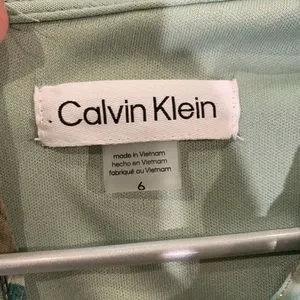 Calvin Klein
made in Vietnam
hecho en Vietnam
fabriqué au Vietnam
6